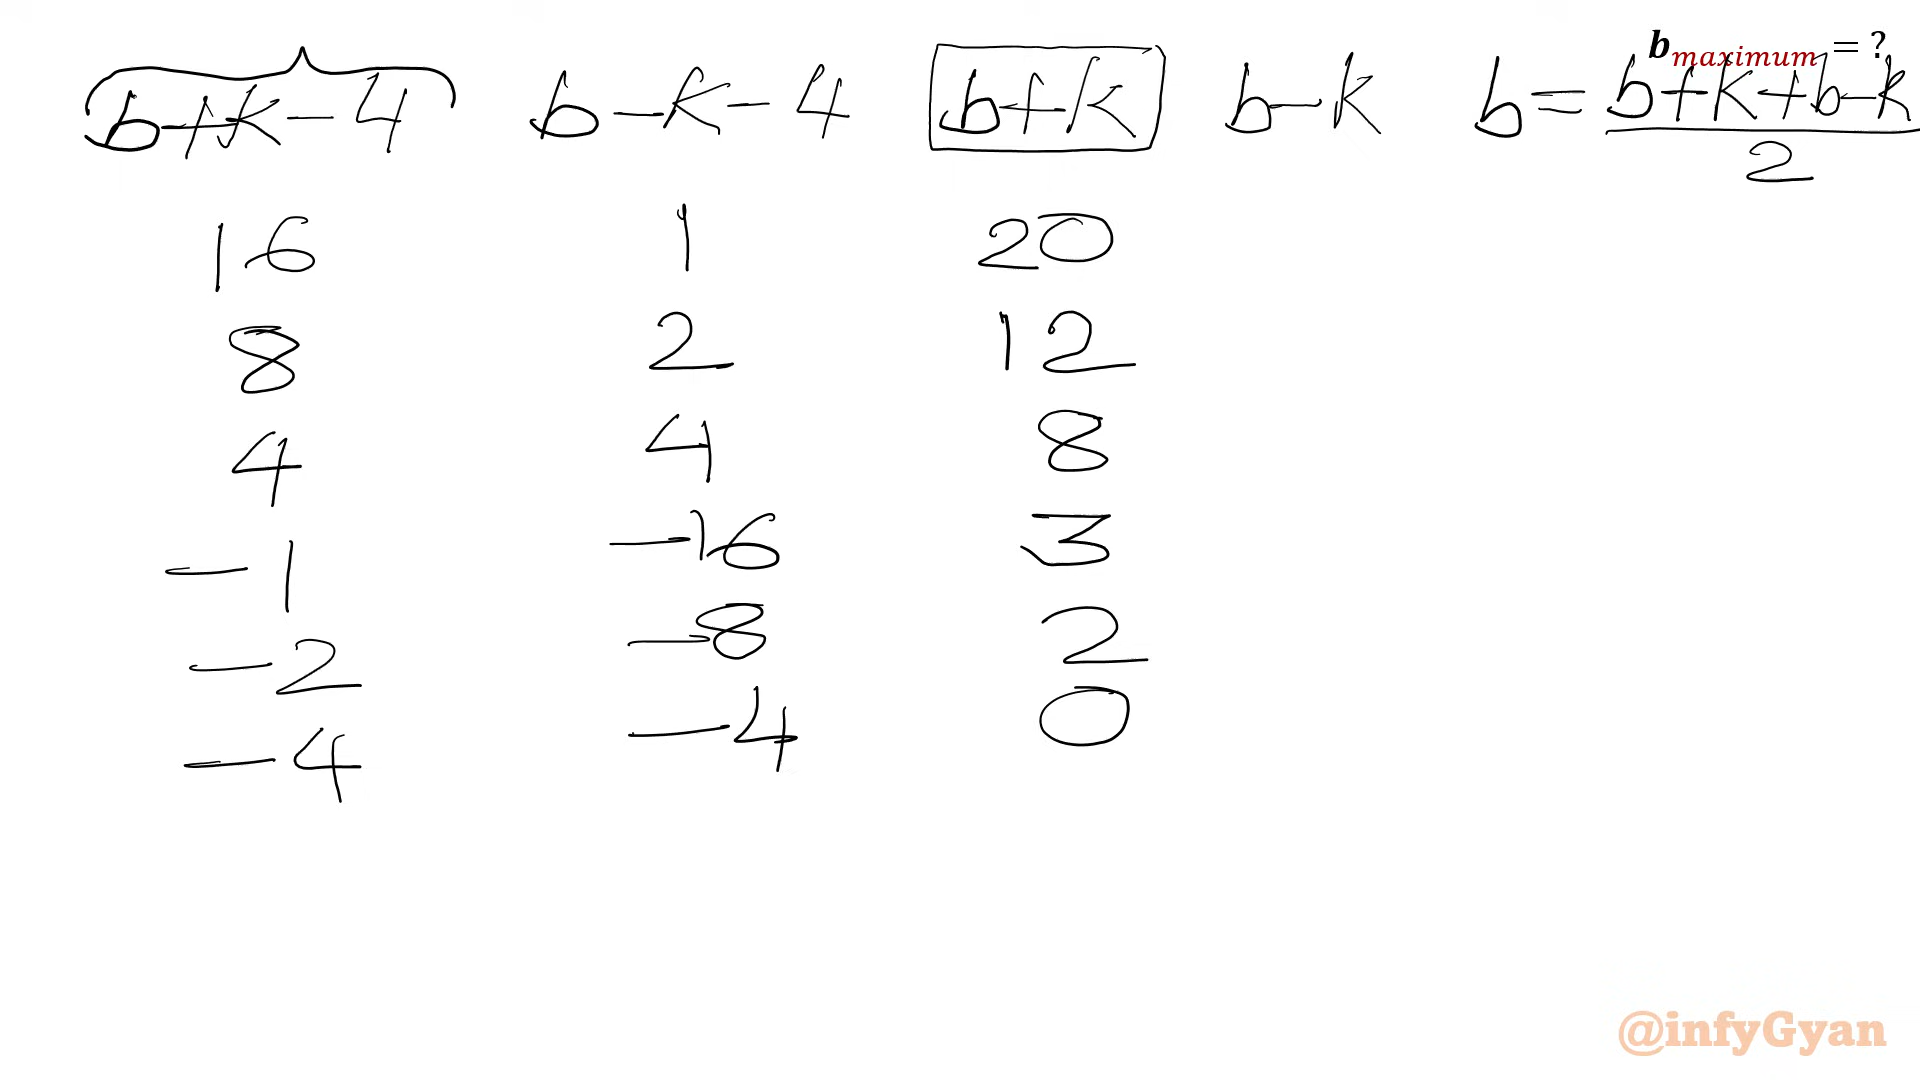 b maximum = ?
b+k-4 b-k-4 b+k b-k b= b+k+b-k
2
16 1 20
8 2 12
4 4 8
-1 -16 3
-2 -8 2
-4 -4 0
@infyGyan